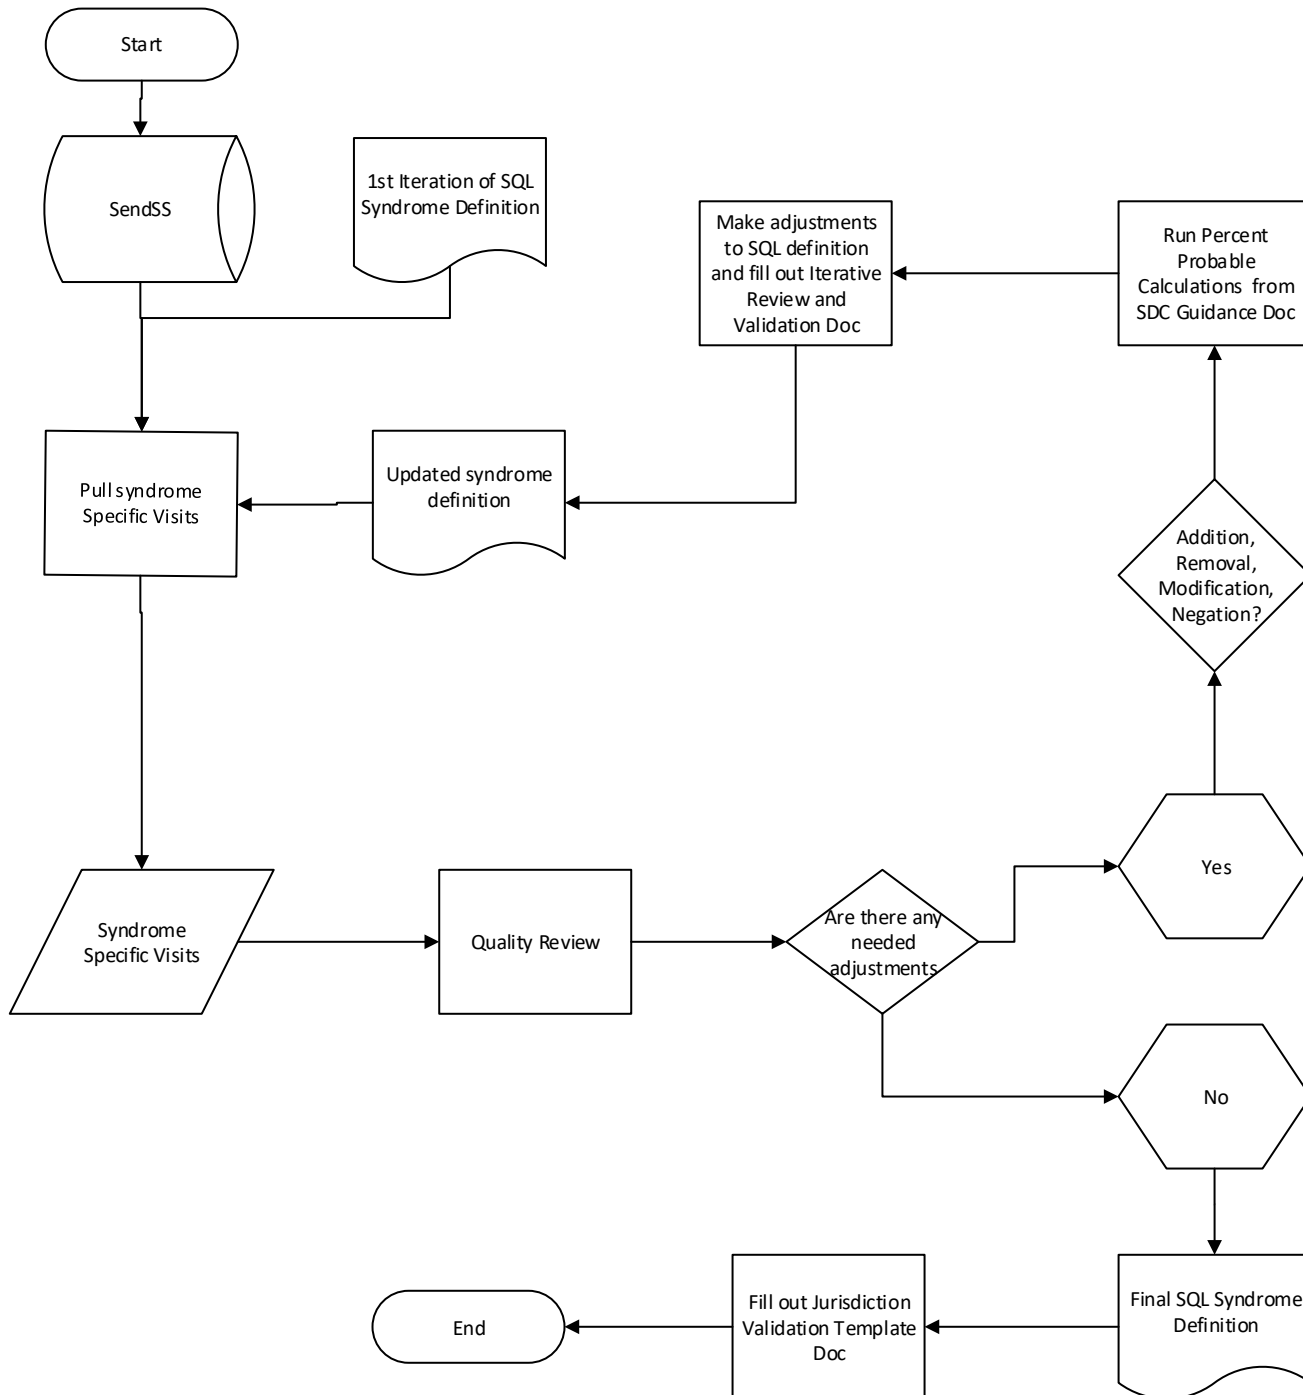 Start
SendSS
1st Iteration of SQL
Syndrome Definition
Make adjustments
to SQL definition
and fill out Iterative
Review and
Validation Doc
Run Percent
Probable
Calculations from
SDC Guidance Doc
Pull syndrome
Specific Visits
Updated syndrome
definition
Addition,
Removal,
Modification,
Negation?
Syndrome
Specific Visits
Quality Review
Are there any
needed
adjustments
Yes
No
End
Fill out Jurisdiction
Validation Template
Doc
Final SQL Syndrome
Definition